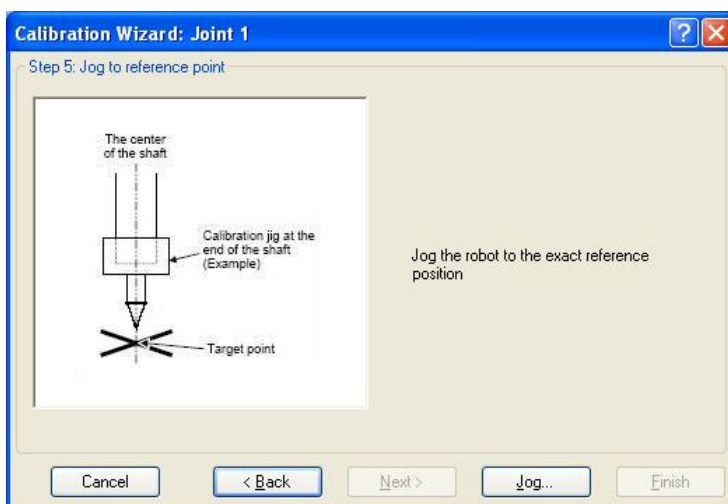 Calibration Wizard: Joint 1
Step 5: Jog to reference point
The center
of the shaft
Calibration jig at the
end of the shaft
(Example)
Target point
Jog the robot to the exact reference
position
Cancel
< Back
Next >
Jog...
Finish